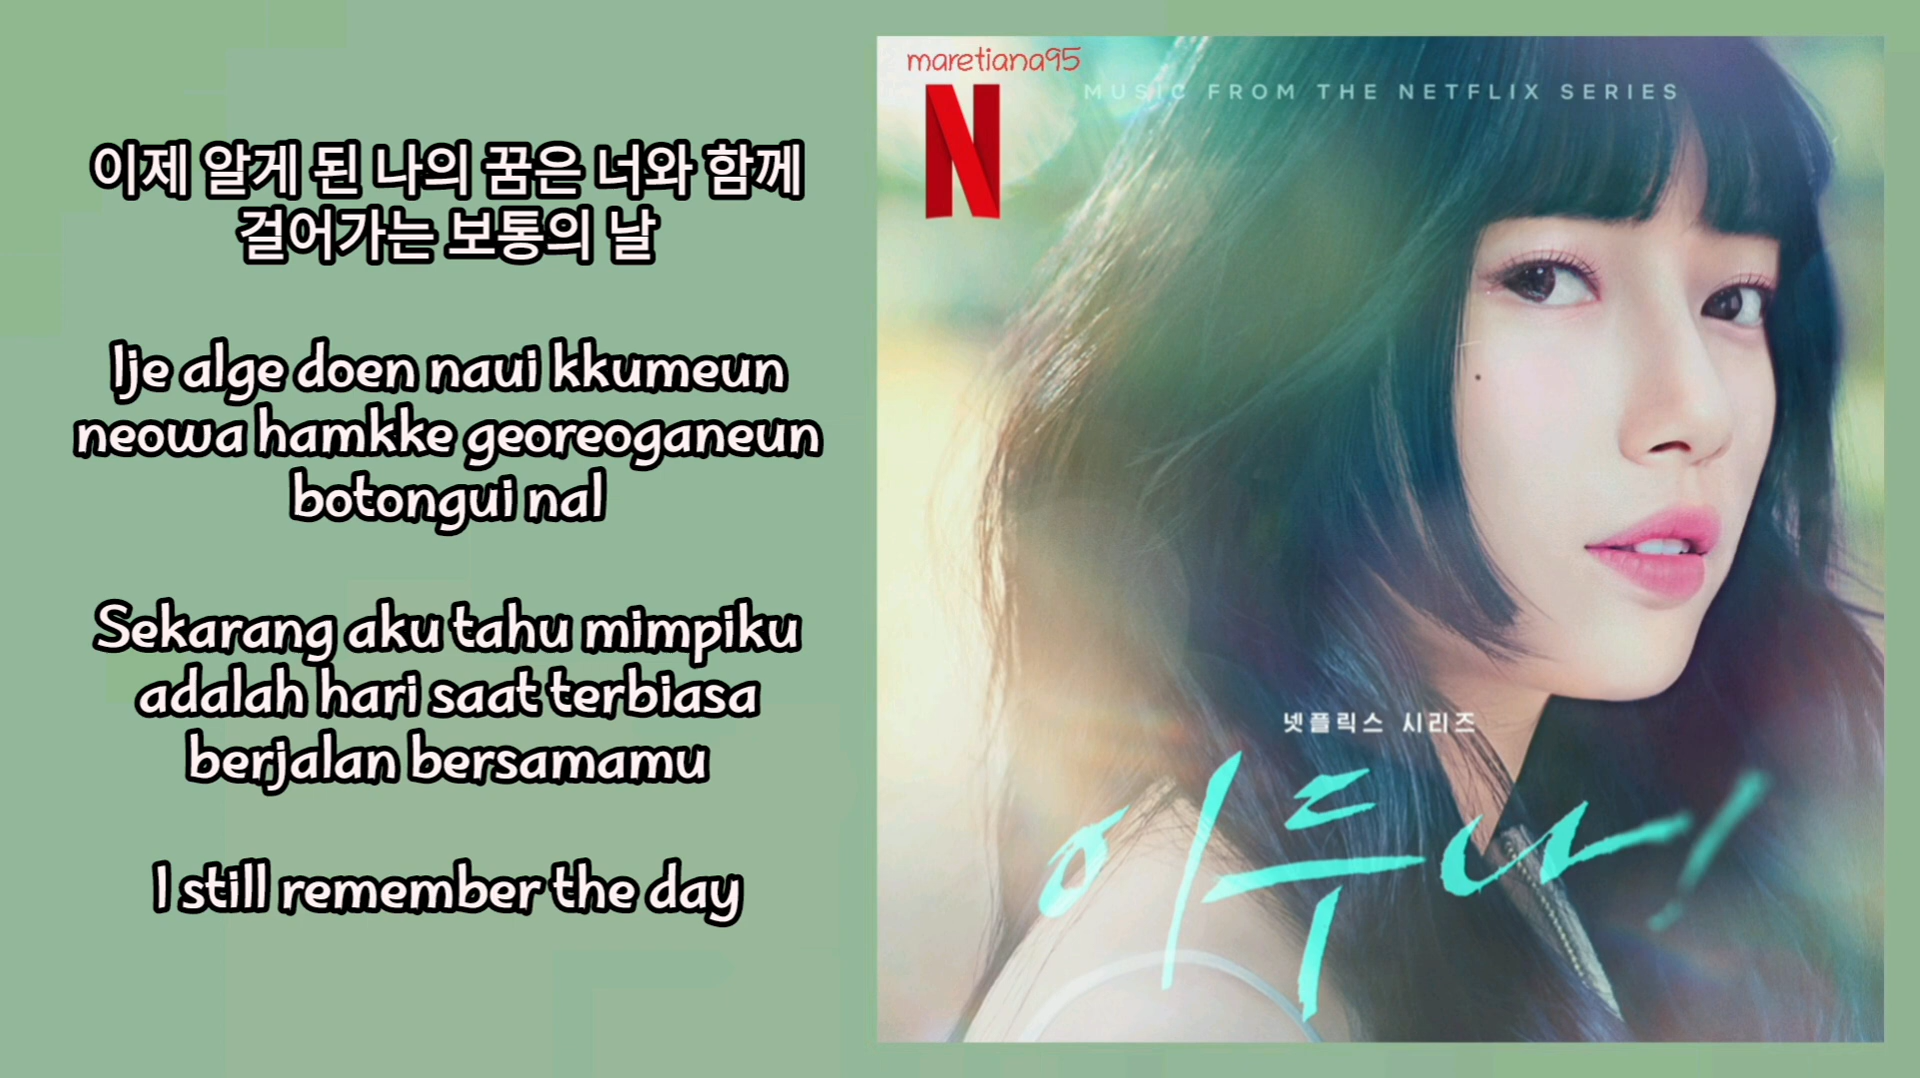 이제 알게 된 나의 꿈은 너와 함께
걸어가는 보통의 날
Ije alge doen naui kkumeun
neowa hamkke georeoganeun
botongui nal
Sekarang aku tahu mimpiku
adalah hari saat terbiasa
berjalan bersamamu
I still remember the day
maretiana95
MUSIC FROM THE NETFLIX SERIES
N
넷플릭스 시리즈
이두나!